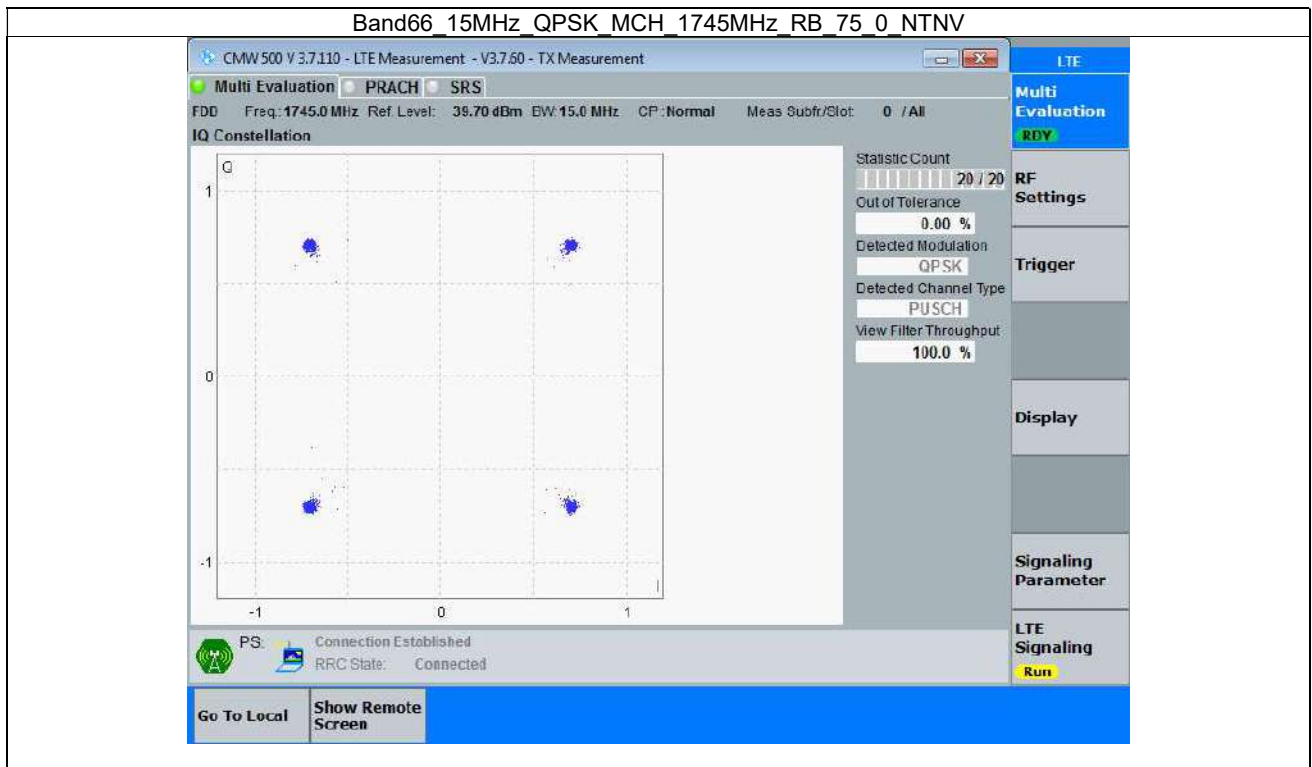 Band66_15MHz_QPSK_MCH_1745MHz_RB_75_0_NTNV
CMW 500 V 3.7.110 - LTE Measurement - V3.7.60 - TX Measurement
LTE
Multi Evaluation PRACH SRS
FDD Freq.: 1745.0 MHz Ref. Level: 39.70 dBm BW: 15.0 MHz CP: Normal Meas Subfr/Slot: 0 / All
IQ Constellation
Q
1
0
-1
-1 0 1
I
Statistic Count
20 / 20
Out of Tolerance
0.00 %
Detected Modulation
QPSK
Detected Channel Type
PUSCH
View Filter Throughput
100.0 %
Multi
Evaluation
RDY
RF
Settings
Trigger
Display
Signaling
Parameter
LTE
Signaling
Run
PS: Connection Established
RRC State: Connected
Go To Local
Show Remote
Screen